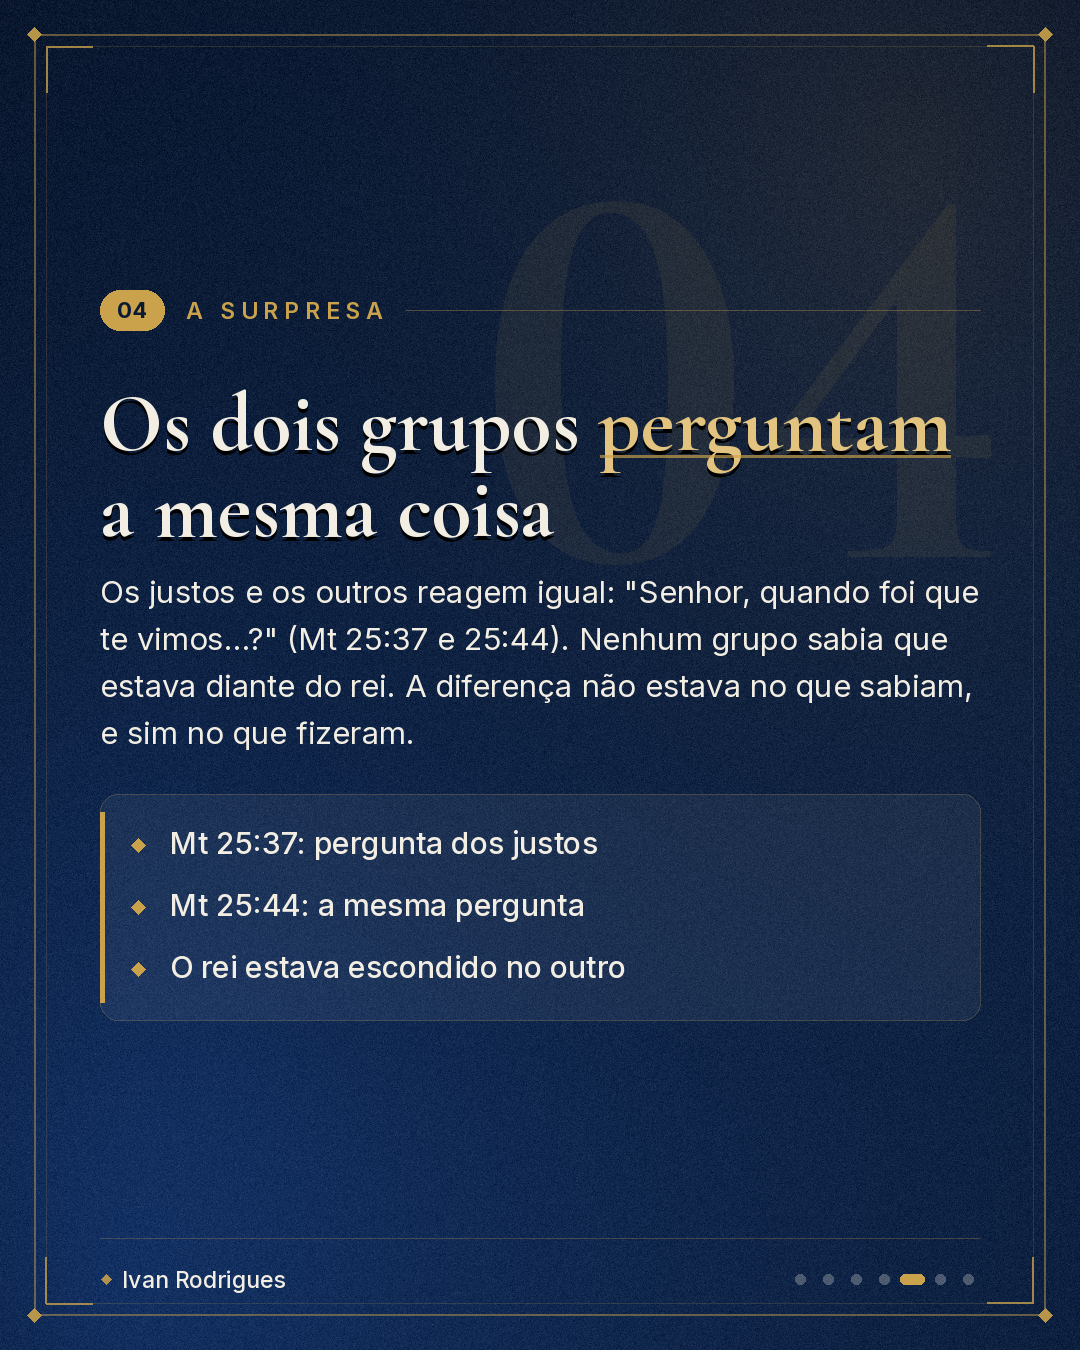 04
04 A SURPRESA
Os dois grupos perguntam
a mesma coisa
Os justos e os outros reagem igual: "Senhor, quando foi que
te vimos...?" (Mt 25:37 e 25:44). Nenhum grupo sabia que
estava diante do rei. A diferença não estava no que sabiam,
e sim no que fizeram.
Mt 25:37: pergunta dos justos
Mt 25:44: a mesma pergunta
O rei estava escondido no outro
Ivan Rodrigues